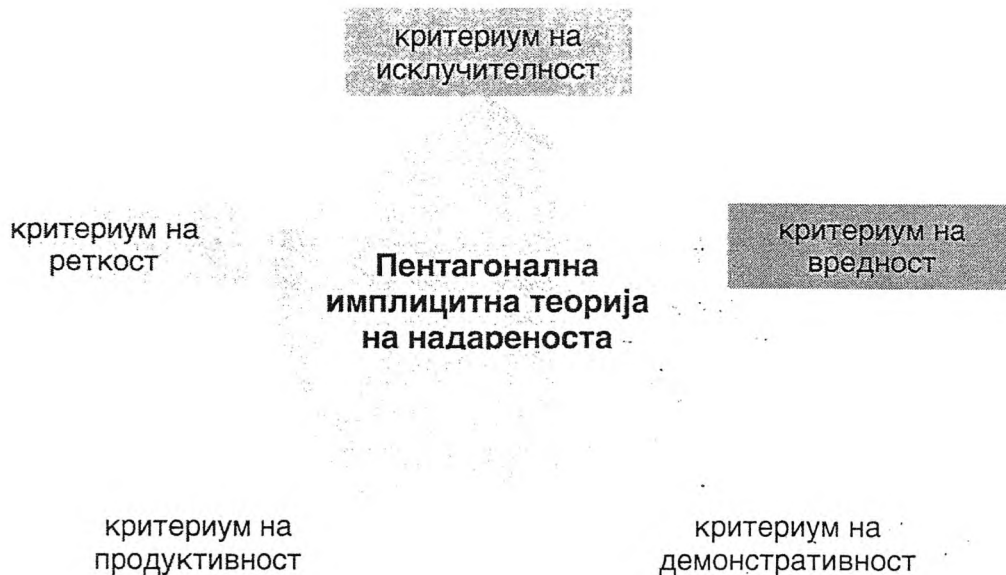 критериум на
исклучителност
критериум на
реткост
критериум на
вредност
Пентагонална
имплицитна теорија
на надареноста
критериум на
продуктивност
критериум на
демонстративност